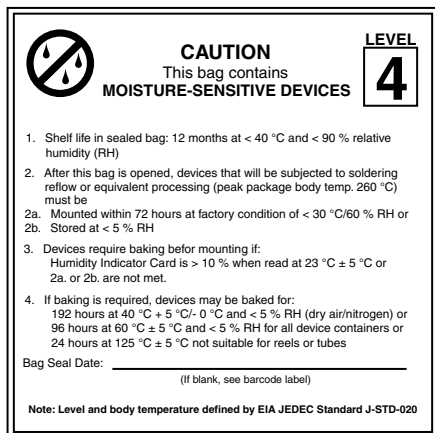 LEVEL
4
CAUTION
This bag contains
MOISTURE-SENSITIVE DEVICES
1. Shelf life in sealed bag: 12 months at < 40 °C and < 90 % relative
humidity (RH)
2. After this bag is opened, devices that will be subjected to soldering
reflow or equivalent processing (peak package body temp. 260 °C)
must be
2a. Mounted within 72 hours at factory condition of < 30 °C/60 % RH or
2b. Stored at < 5 % RH
3. Devices require baking befor mounting if:
Humidity Indicator Card is > 10 % when read at 23 °C ± 5 °C or
2a. or 2b. are not met.
4. If baking is required, devices may be baked for:
192 hours at 40 °C + 5 °C/- 0 °C and < 5 % RH (dry air/nitrogen) or
96 hours at 60 °C ± 5 °C and < 5 % RH for all device containers or
24 hours at 125 °C ± 5 °C not suitable for reels or tubes
Bag Seal Date:
(If blank, see barcode label)
Note: Level and body temperature defined by EIA JEDEC Standard J-STD-020